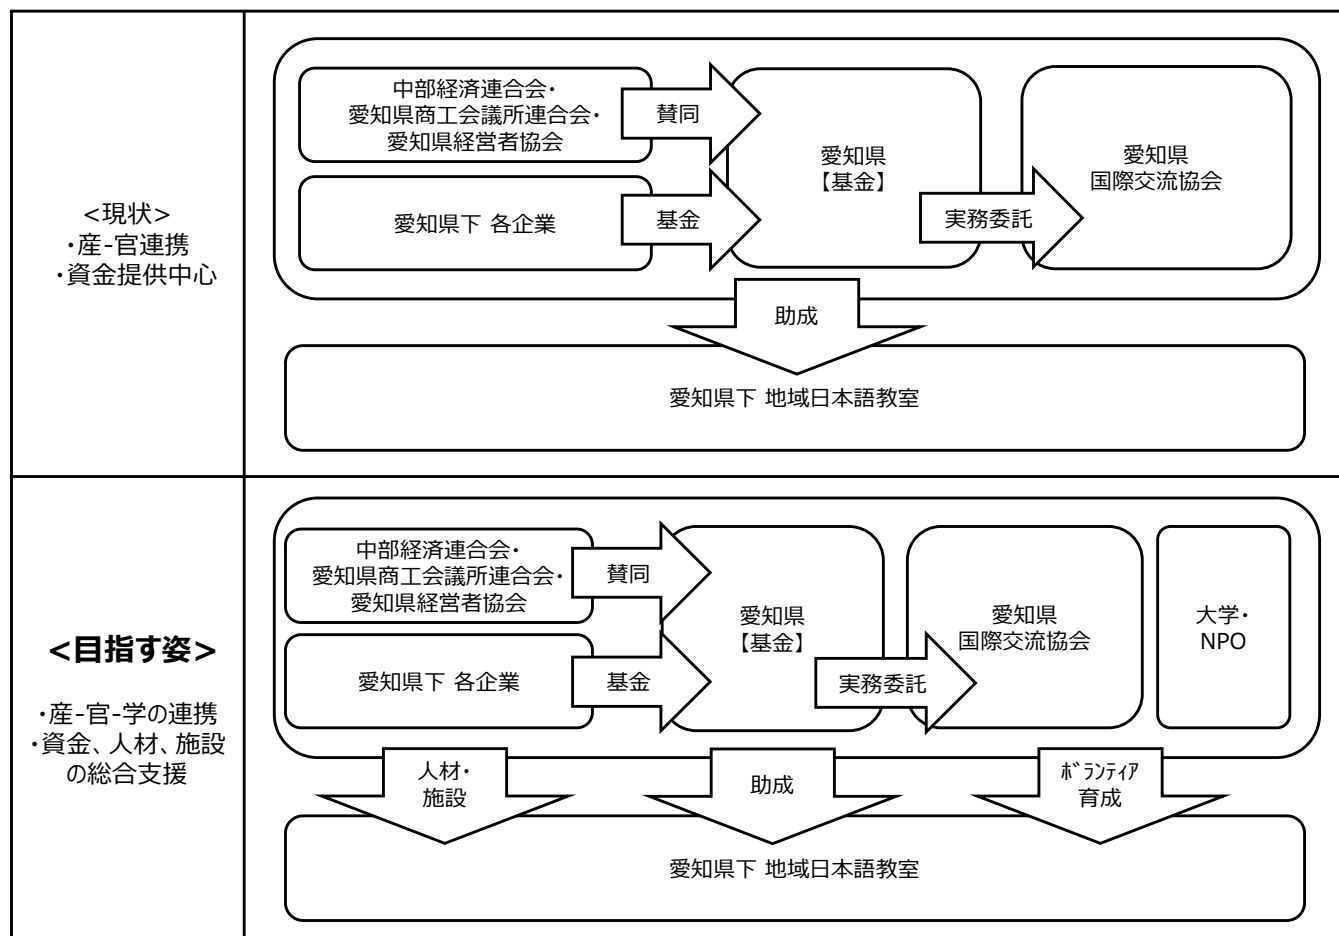 <現状>
・産-官連携
・資金提供中心
中部経済連合会・
愛知県商工会議所連合会・
愛知県経営者協会
賛同
愛知県下 各企業
基金
愛知県
【基金】
実務委託
愛知県
国際交流協会
助成
愛知県下 地域日本語教室
<目指す姿>
・産-官-学の連携
・資金、人材、施設
の総合支援
中部経済連合会・
愛知県商工会議所連合会・
愛知県経営者協会
賛同
愛知県下 各企業
基金
愛知県
【基金】
実務委託
愛知県
国際交流協会
大学・
NPO
人材・
施設
助成
ﾎﾞﾗﾝﾃｨｱ
育成
愛知県下 地域日本語教室